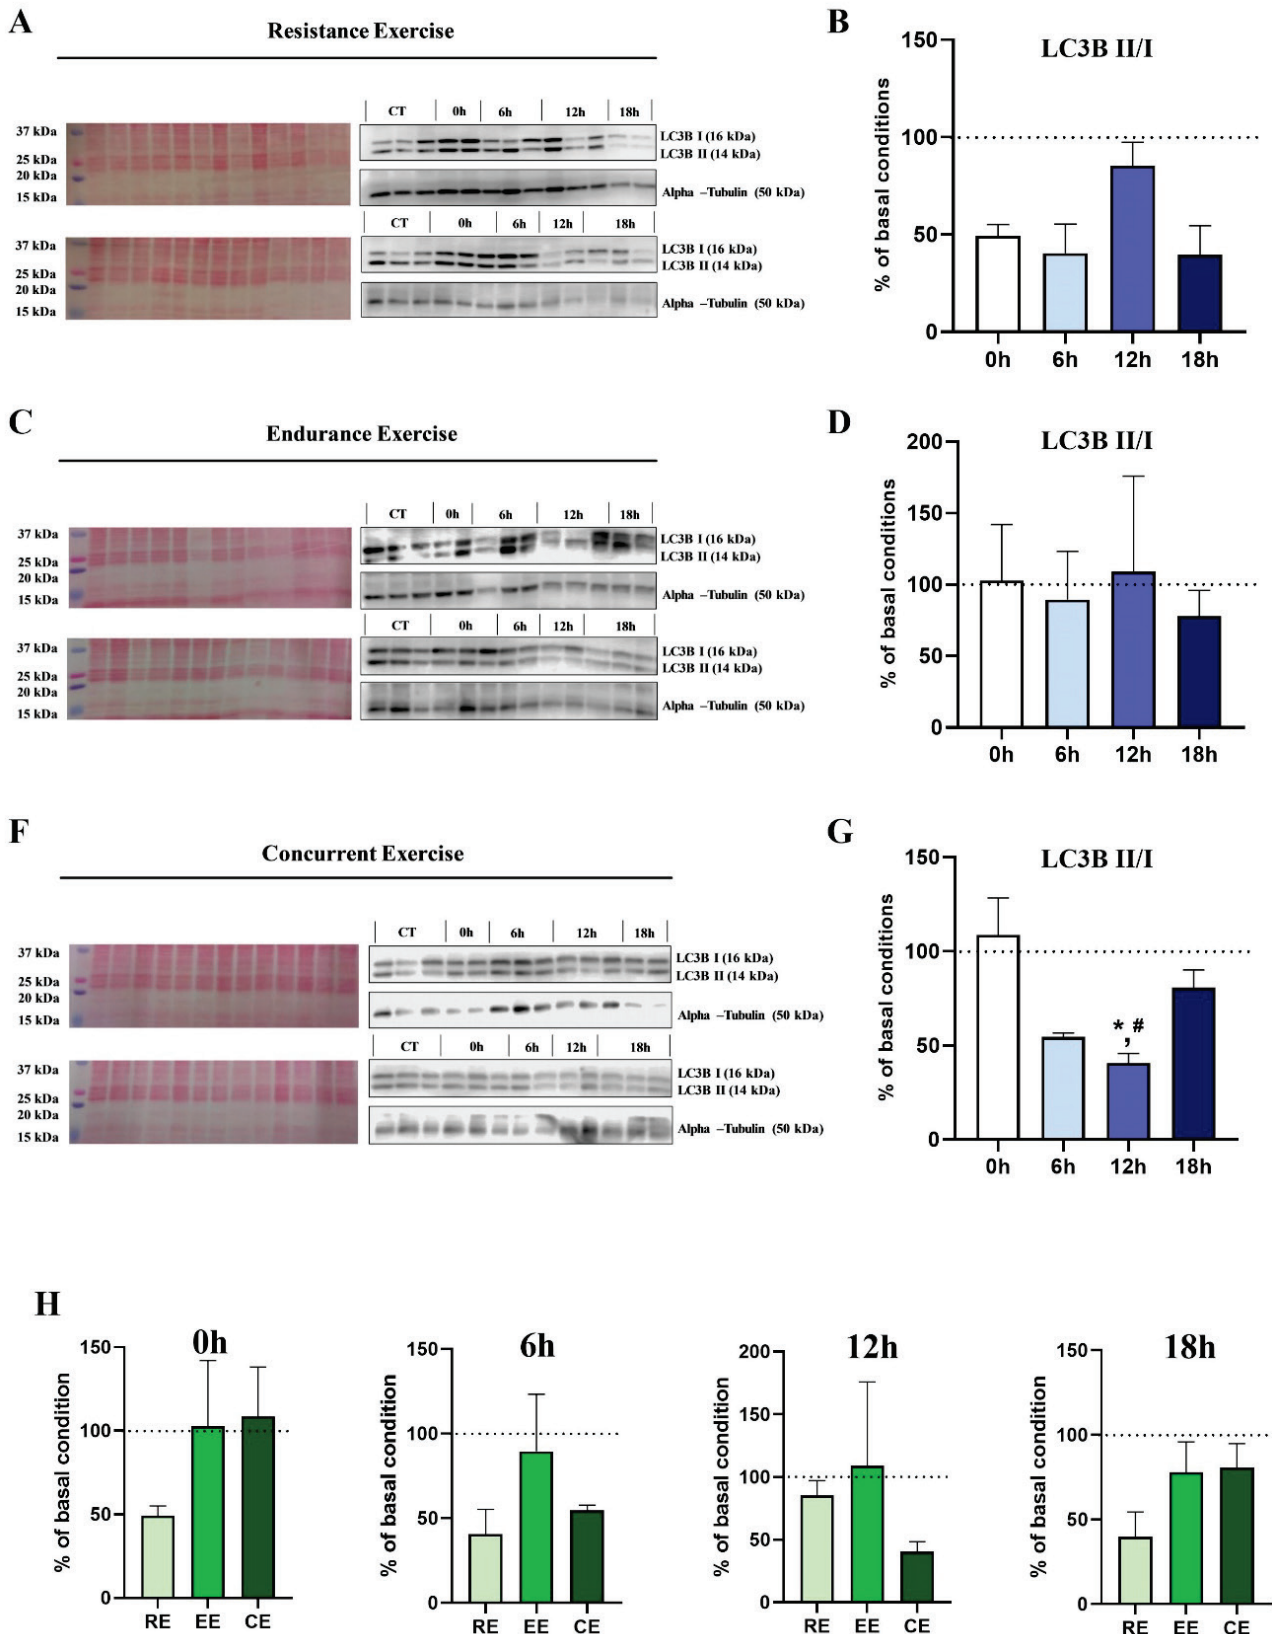 A
Resistance Exercise
CT 0h 6h 12h 18h
37 kDa
25 kDa
20 kDa
15 kDa
LC3B I (16 kDa)
LC3B II (14 kDa)
Alpha –Tubulin (50 kDa)
CT 0h 6h 12h 18h
37 kDa
25 kDa
20 kDa
15 kDa
LC3B I (16 kDa)
LC3B II (14 kDa)
Alpha –Tubulin (50 kDa)
B
LC3B II/I
% of basal conditions
150
100
50
0
0h 6h 12h 18h
C
Endurance Exercise
CT 0h 6h 12h 18h
37 kDa
25 kDa
20 kDa
15 kDa
LC3B I (16 kDa)
LC3B II (14 kDa)
Alpha –Tubulin (50 kDa)
CT 0h 6h 12h 18h
37 kDa
25 kDa
20 kDa
15 kDa
LC3B I (16 kDa)
LC3B II (14 kDa)
Alpha –Tubulin (50 kDa)
D
LC3B II/I
% of basal conditions
200
150
100
50
0
0h 6h 12h 18h
F
Concurrent Exercise
CT 0h 6h 12h 18h
37 kDa
25 kDa
20 kDa
15 kDa
LC3B I (16 kDa)
LC3B II (14 kDa)
Alpha –Tubulin (50 kDa)
CT 0h 6h 12h 18h
37 kDa
25 kDa
20 kDa
15 kDa
LC3B I (16 kDa)
LC3B II (14 kDa)
Alpha –Tubulin (50 kDa)
G
LC3B II/I
% of basal conditions
150
100
50
0
*,#
0h 6h 12h 18h
H
0h
% of basal condition
150
100
50
0
RE EE CE
6h
% of basal condition
150
100
50
0
RE EE CE
12h
% of basal condition
200
150
100
50
0
RE EE CE
18h
% of basal condition
150
100
50
0
RE EE CE